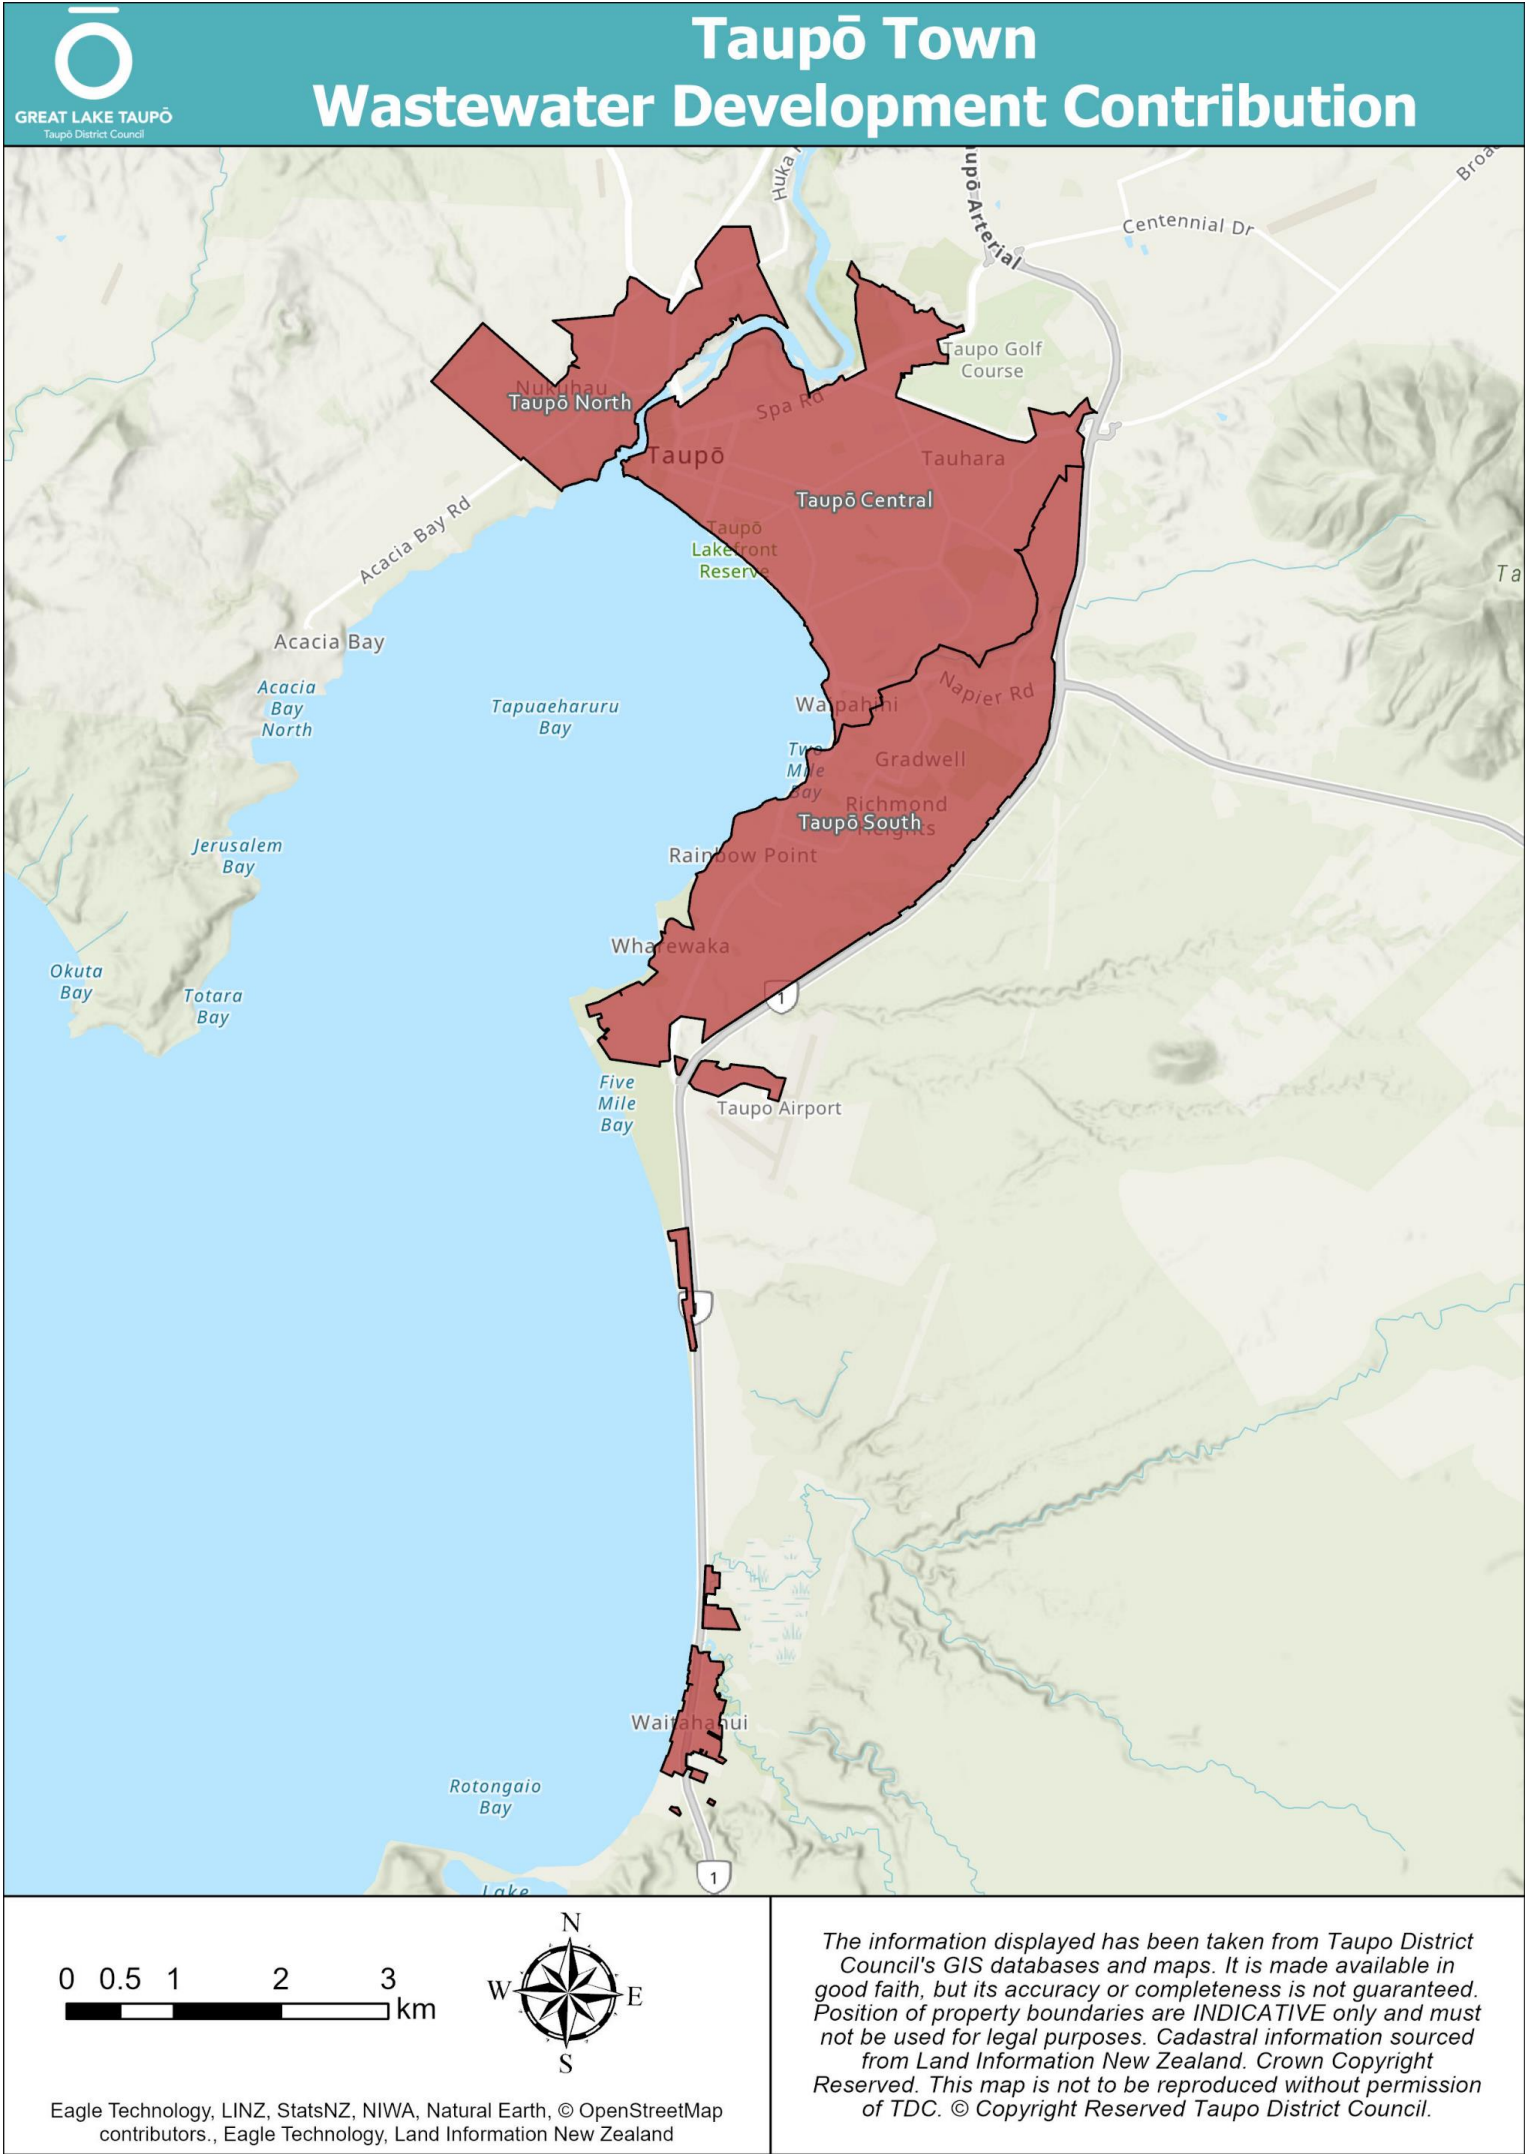 Taupō Town
Wastewater Development Contribution
GREAT LAKE TAUPŌ
Taupō District Council
Huka
upō Arterial
Centennial Dr
Broad
Taupo Golf
Course
Nukuhau
Taupō North
Spa Rd
Taupō
Tauhara
Taupō Central
Taupō
Lakefront
Reserve
Acacia Bay Rd
Ta
Acacia Bay
Acacia
Bay
North
Tapuaeharuru
Bay
Waipahihi
Napier Rd
Two
Mile
Bay
Gradwell
Richmond
Heights
Taupō South
Jerusalem
Bay
Rainbow Point
Wharewaka
Okuta
Bay
Totara
Bay
1
Five
Mile
Bay
Taupo Airport
Waitahanui
Rotongaio
Bay
1
Lake
0 0.5 1 2 3
km
N
W E
S
Eagle Technology, LINZ, StatsNZ, NIWA, Natural Earth, © OpenStreetMap
contributors., Eagle Technology, Land Information New Zealand
The information displayed has been taken from Taupo District
Council's GIS databases and maps. It is made available in
good faith, but its accuracy or completeness is not guaranteed.
Position of property boundaries are INDICATIVE only and must
not be used for legal purposes. Cadastral information sourced
from Land Information New Zealand. Crown Copyright
Reserved. This map is not to be reproduced without permission
of TDC. © Copyright Reserved Taupo District Council.